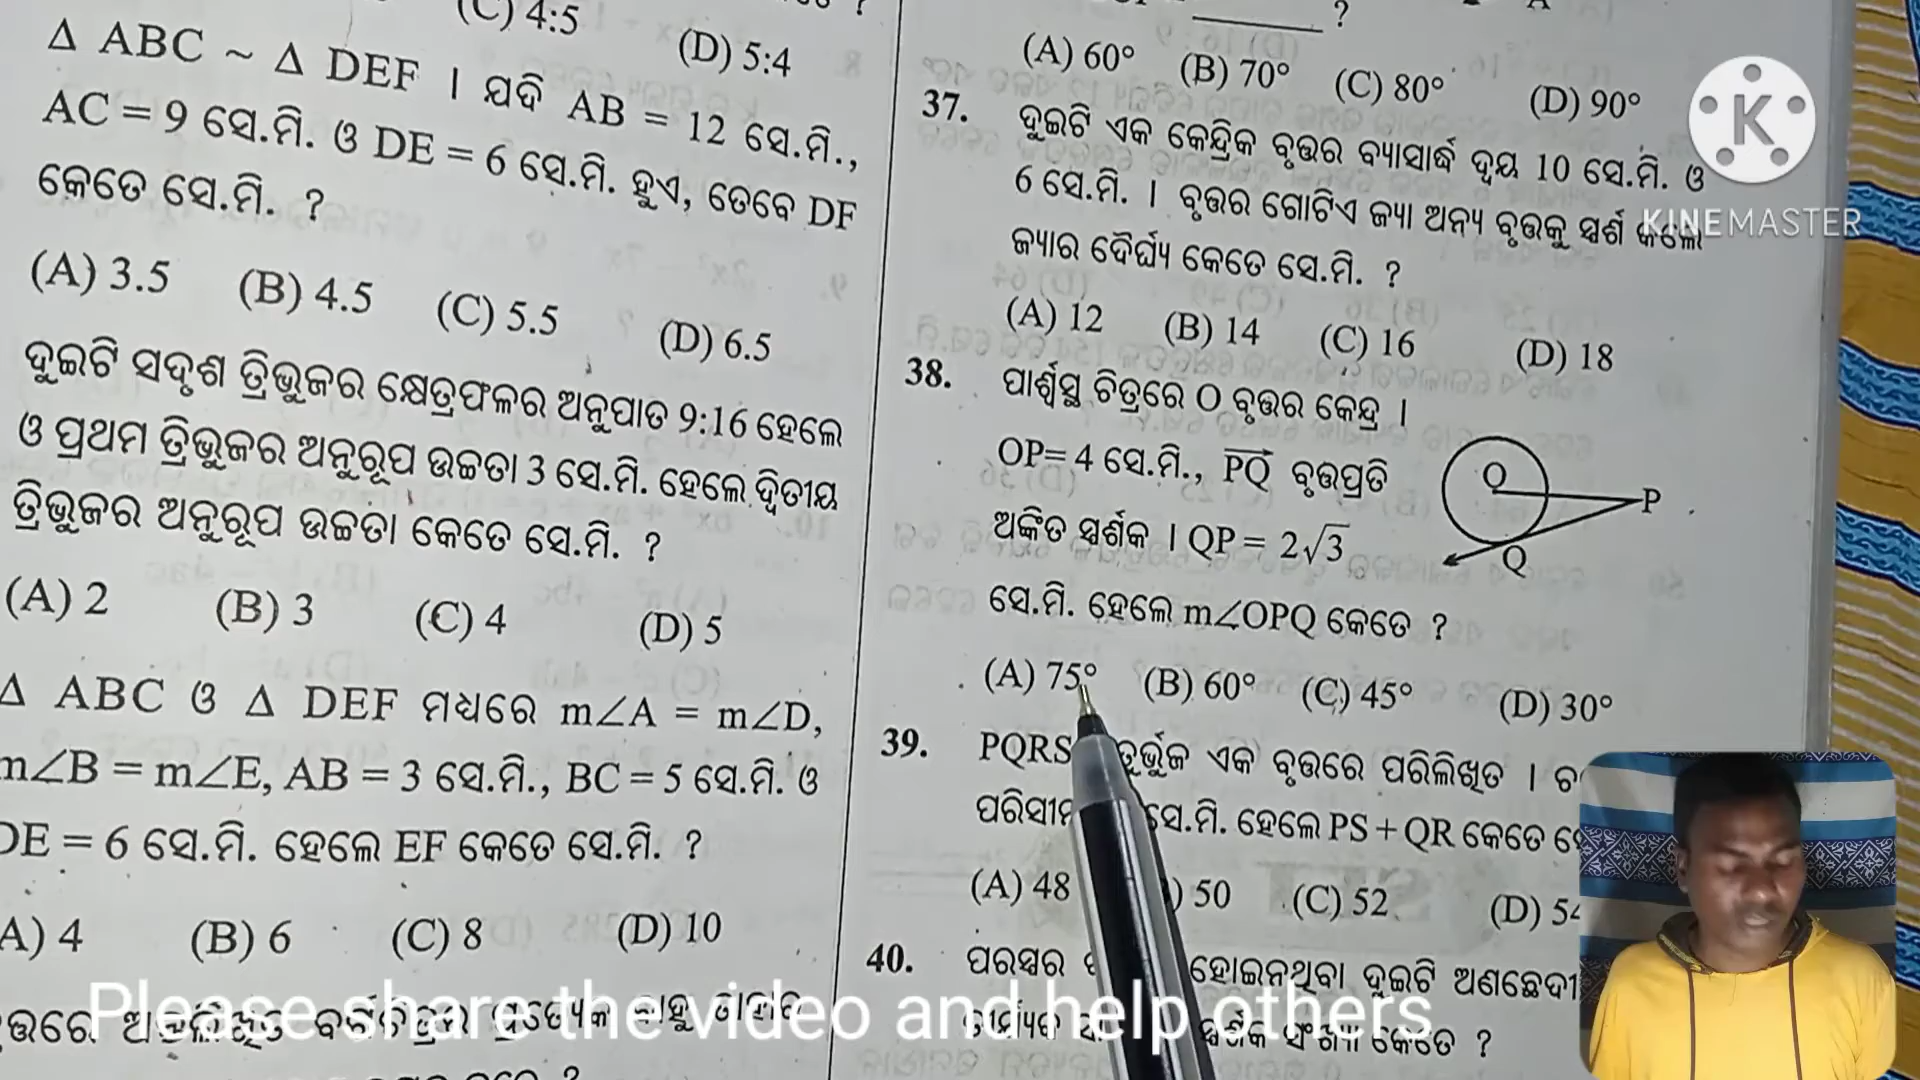 (C) 4:5
(D) 5:4
Δ ABC ~ Δ DEF । ଯଦି AB = 12 ସେ.ମି.,
AC = 9 ସେ.ମି. ଓ DE = 6 ସେ.ମି. ହୁଏ, ତେବେ DF
କେତେ ସେ.ମି. ?
(A) 3.5 (B) 4.5 (C) 5.5 (D) 6.5
ଦୁଇଟି ସଦୃଶ ତ୍ରିଭୁଜର କ୍ଷେତ୍ରଫଳର ଅନୁପାତ 9:16 ହେଲେ
ଓ ପ୍ରଥମ ତ୍ରିଭୁଜର ଅନୁରୂପ ଉଚ୍ଚତା 3 ସେ.ମି. ହେଲେ ଦ୍ୱିତୀୟ
ତ୍ରିଭୁଜର ଅନୁରୂପ ଉଚ୍ଚତା କେତେ ସେ.ମି. ?
(A) 2 (B) 3 (C) 4 (D) 5
Δ ABC ଓ Δ DEF ମଧ୍ୟରେ m∠A = m∠D,
m∠B = m∠E, AB = 3 ସେ.ମି., BC = 5 ସେ.ମି. ଓ
DE = 6 ସେ.ମି. ହେଲେ EF କେତେ ସେ.ମି. ?
A) 4 (B) 6 (C) 8 (D) 10
?
(A) 60° (B) 70° (C) 80° (D) 90°
37. ଦୁଇଟି ଏକ କେନ୍ଦ୍ରିକ ବୃତ୍ତର ବ୍ୟାସାର୍ଦ୍ଧ ଦ୍ୱୟ 10 ସେ.ମି. ଓ
6 ସେ.ମି. । ବୃତ୍ତର ଗୋଟିଏ ଜ୍ୟା ଅନ୍ୟ ବୃତ୍ତକୁ ସ୍ପର୍ଶ କଲେ
ଜ୍ୟାର ଦୈର୍ଘ୍ୟ କେତେ ସେ.ମି. ?
(A) 12 (B) 14 (C) 16 (D) 18
38. ପାର୍ଶ୍ୱସ୍ଥ ଚିତ୍ରରେ O ବୃତ୍ତର କେନ୍ଦ୍ର ।
OP= 4 ସେ.ମି., PQ ବୃତ୍ତପ୍ରତି
ଅଙ୍କିତ ସ୍ପର୍ଶକ । QP = 2√3
ସେ.ମି. ହେଲେ m∠OPQ କେତେ ?
O P Q
(A) 75° (B) 60° (C) 45° (D) 30°
39. PQRS ଏକ ବୃତ୍ତରେ ପରିଲିଖିତ ।
ସେ.ମି. ହେଲେ PS + QR କେତେ
(A) 48 50 (C) 52 (D)
40. ପରସ୍ପର ହୋଇନଥିବା ଦୁଇଟି
ସ୍ପର୍ଶକ ସଂଖ୍ୟା କେତେ ?
K
KINEMASTER
Please share the video and help others